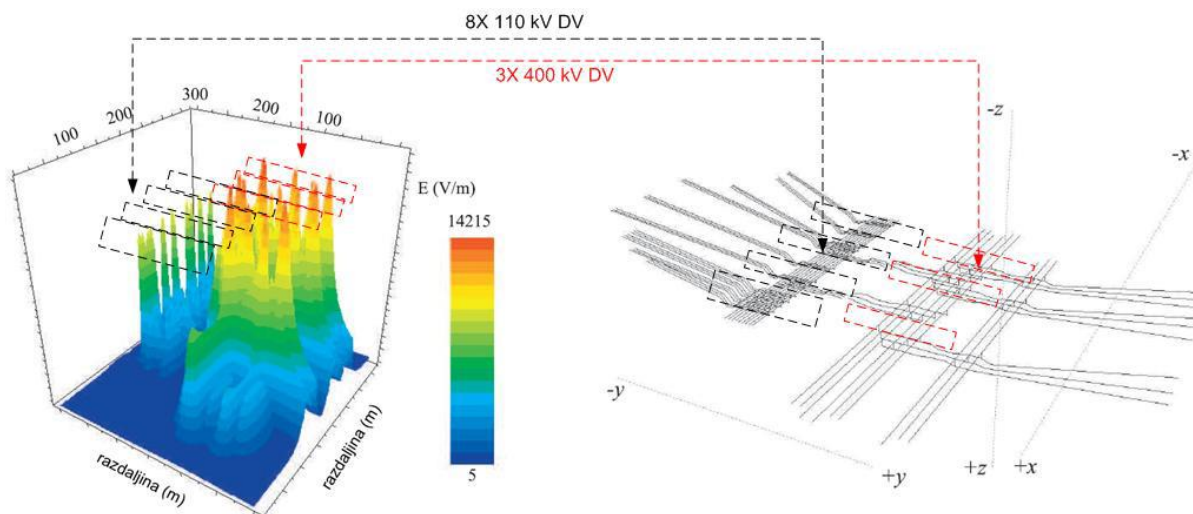 8X 110 kV DV
3X 400 kV DV
100
200
300
200
100
E (V/m)
14215
5
razdaljina (m)
razdaljina (m)
-z
-x
-y
+y
+z
+x